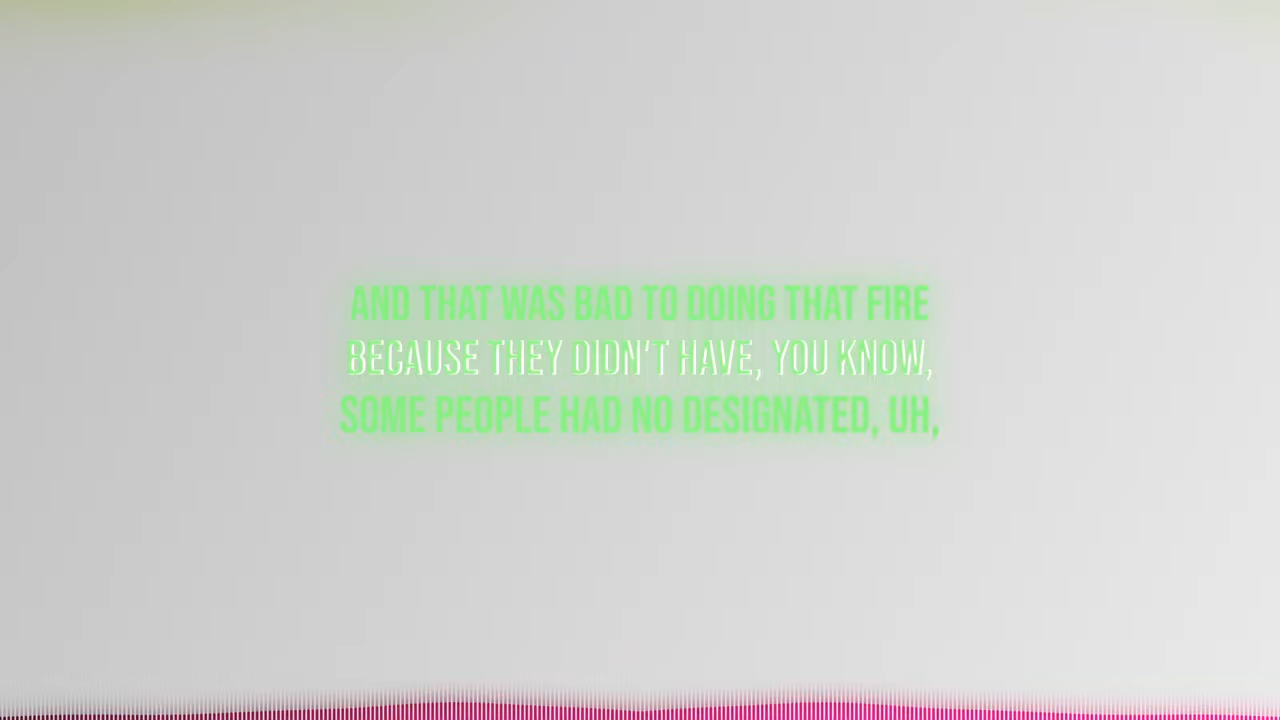 AND THAT WAS BAD TO DOING THAT FIRE
BECAUSE THEY DIDN'T HAVE, YOU KNOW,
SOME PEOPLE HAD NO DESIGNATED, UH,